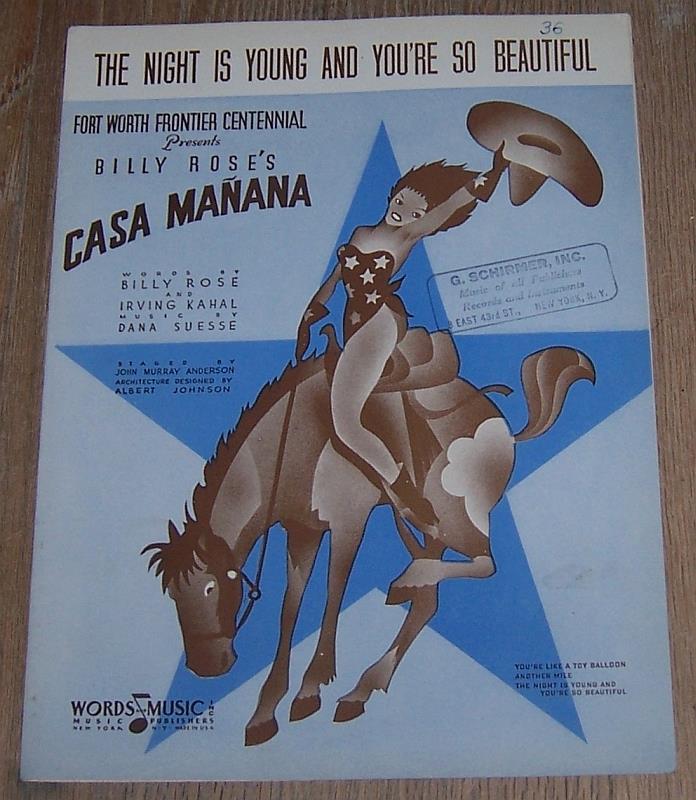 36
THE NIGHT IS YOUNG AND YOU'RE SO BEAUTIFUL
FORT WORTH FRONTIER CENTENNIAL
Presents
BILLY ROSE'S
CASA MAÑANA
WORDS BY
BILLY ROSE
AND
IRVING KAHAL
MUSIC BY
DANA SUESSE
STAGED BY
JOHN MURRAY ANDERSON
ARCHITECTURE DESIGNED BY
ALBERT JOHNSON
G. SCHIRMER, INC.
Music of all Publishers
Records and Instruments
EAST 43rd ST., NEW YORK, N.Y.
YOU'RE LIKE A TOY BALLOON
ANOTHER MILE
THE NIGHT IS YOUNG AND
YOU'RE SO BEAUTIFUL
WORDS AND MUSIC INC
MUSIC PUBLISHERS
NEW YORK N.Y. MADE IN U.S.A.